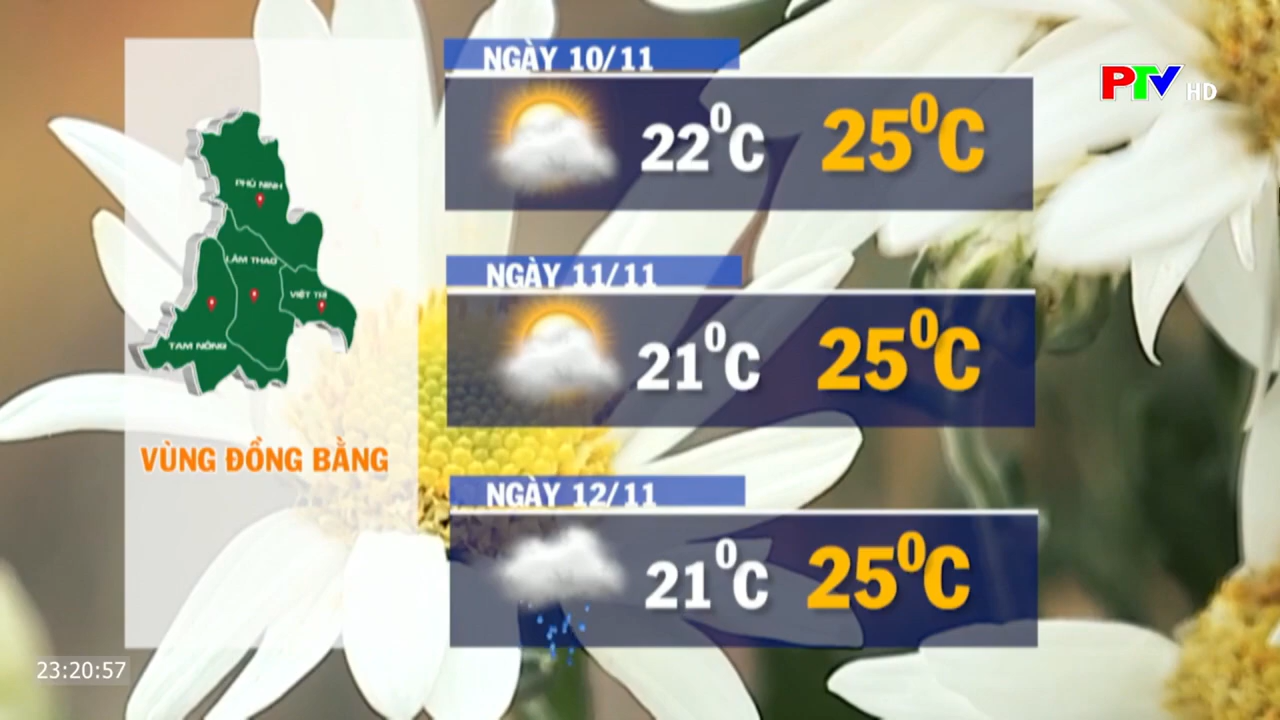 NGÀY 10/11
PTV HD
22⁰C 25⁰C
PHÙ NINH
LÂM THAO
VIỆT TRÌ
TAM NÔNG
VÙNG ĐỒNG BẰNG
NGÀY 11/11
21⁰C 25⁰C
NGÀY 12/11
21⁰C 25⁰C
23:20:57